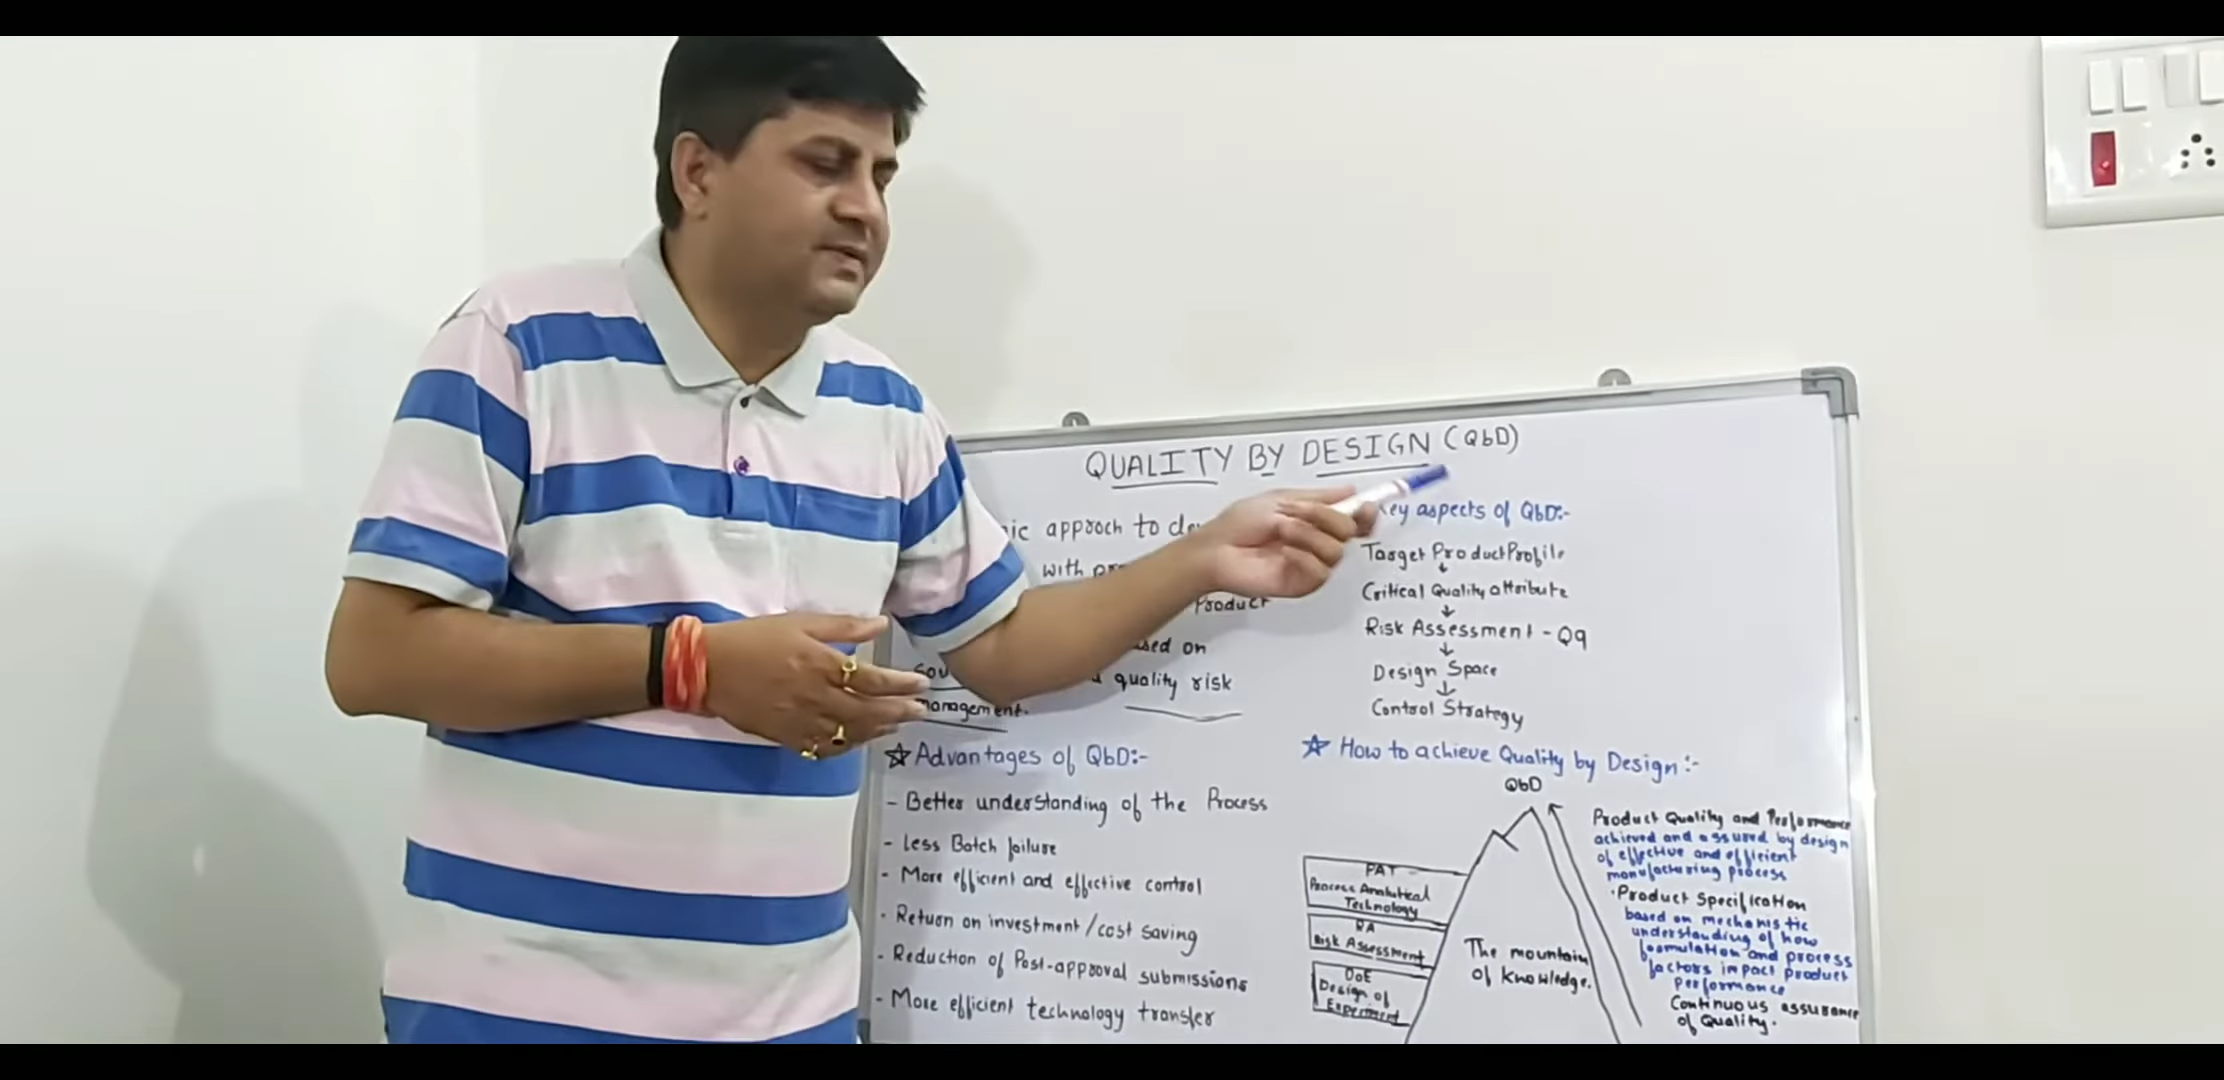 QUALITY BY DESIGN (QbD)
approch to
with
Product
on
quality risk
management.
☆ Advantages of QbD:-
- Better understanding of the Process
- Less Batch failure
- More efficient and effective control
- Return on investment/cost saving
- Reduction of Post-approval submissions
- More efficient technology transfer
Key aspects of QbD:-
Target Product Profile
↓
Critical Quality attribute
↓
Risk Assessment - Q9
↓
Design Space
↓
Control Strategy
☆ How to achieve Quality by Design:-
QbD
PAT
Process Analytical
Technology
RA
Risk Assessment
DOE
Design of
Experiment
The mountain
of Knowledge.
Product Quality and Performance
achieved and assured by design
of effective and efficient
manufacturing process
· Product Specification
based on mechanistic
understanding of how
formulation and process
factors impact product
performance
Continuous assurance
of Quality.